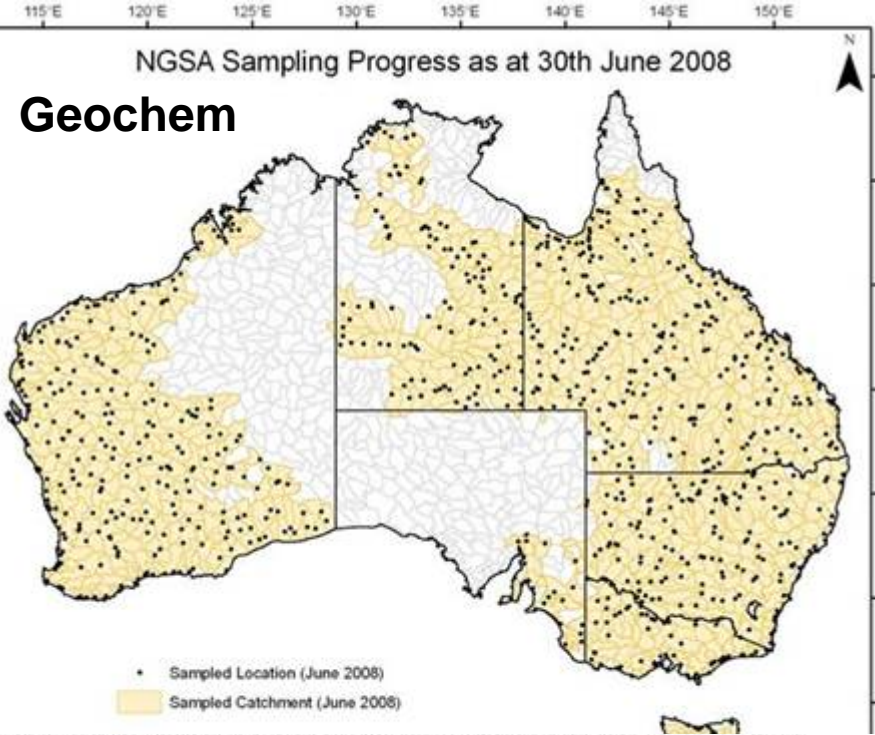 115°E 120°E 125°E 130°E 135°E 140°E 145°E 150°E
N
NGSA Sampling Progress as at 30th June 2008
Geochem
Sampled Location (June 2008)
Sampled Catchment (June 2008)